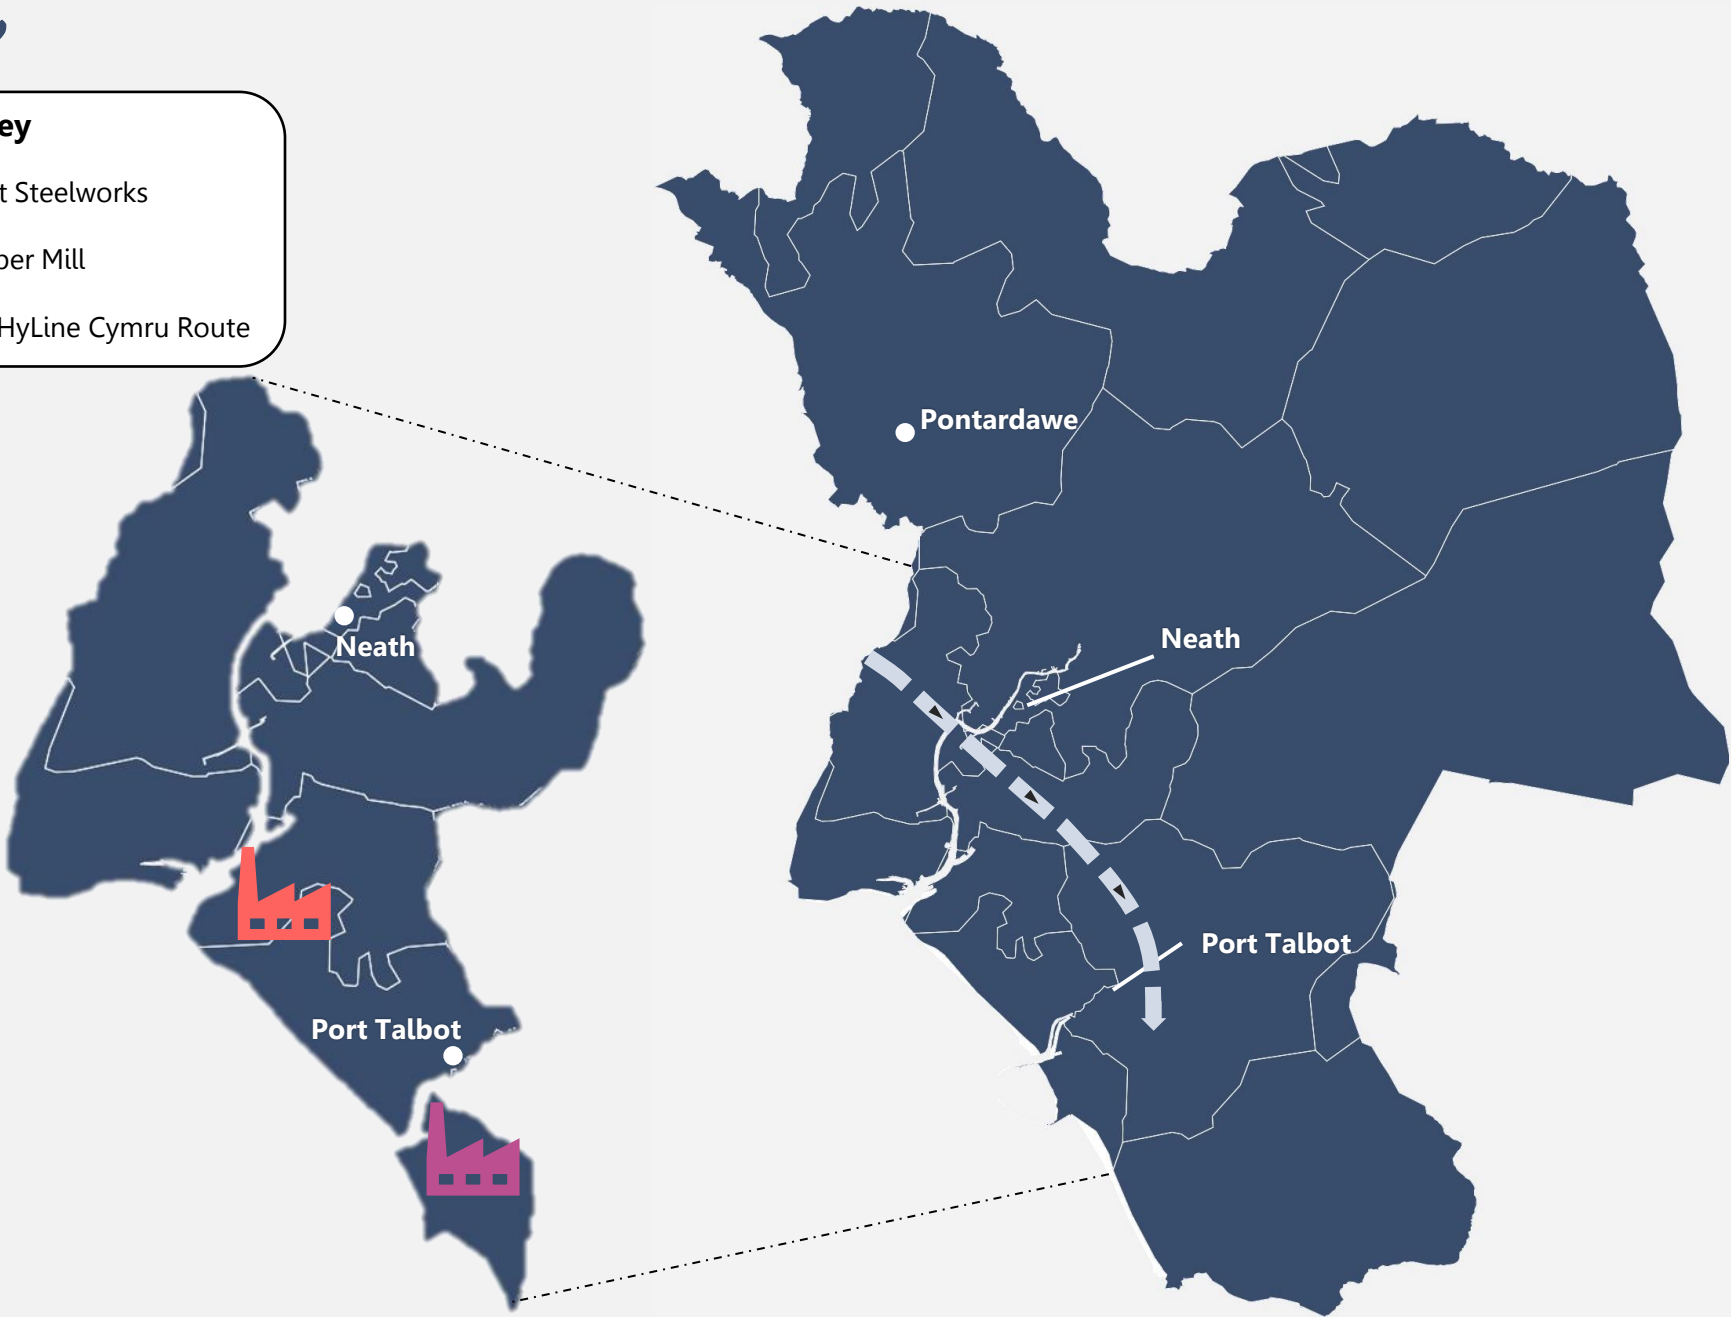 ey
t Steelworks
per Mill
HyLine Cymru Route
Pontardawe
Neath
Neath
Port Talbot
Port Talbot